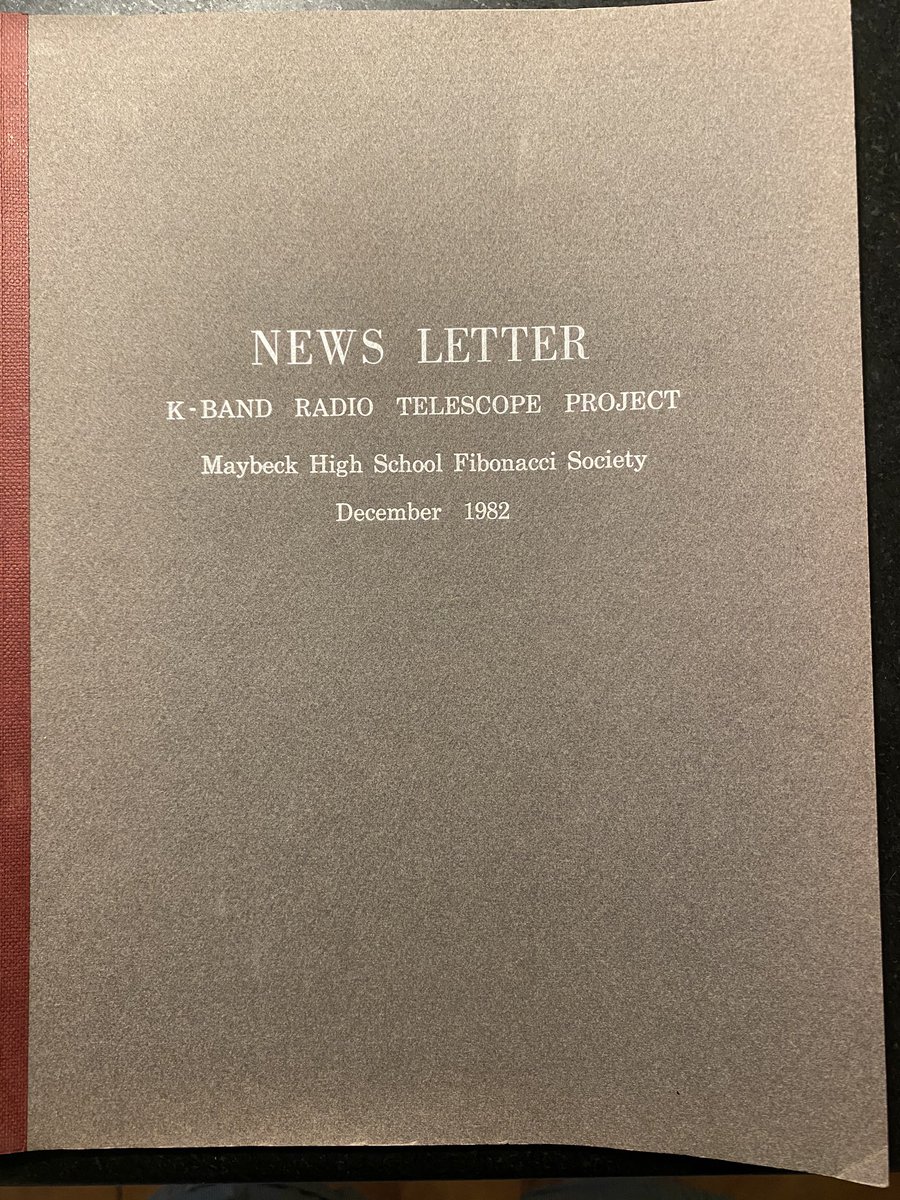 NEWS LETTER
K-BAND RADIO TELESCOPE PROJECT
Maybeck High School Fibonacci Society
December 1982